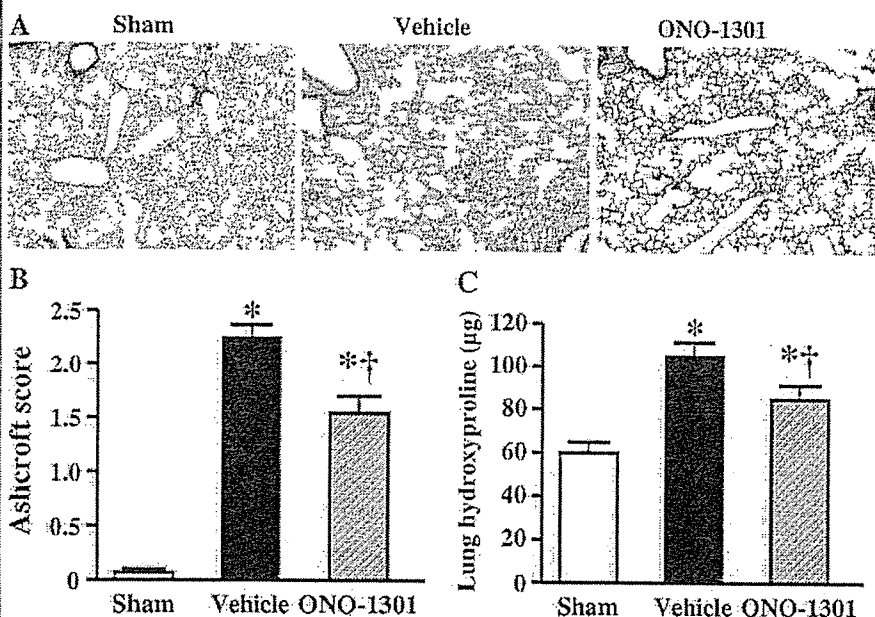 A
Sham Vehicle ONO-1301
B
Ashcroft score
2.5
2.0
1.5
1.0
0.5
0
*
*†
Sham Vehicle ONO-1301
C
Lung hydroxyproline (µg)
120
100
80
60
40
20
0
*
*†
Sham Vehicle ONO-1301